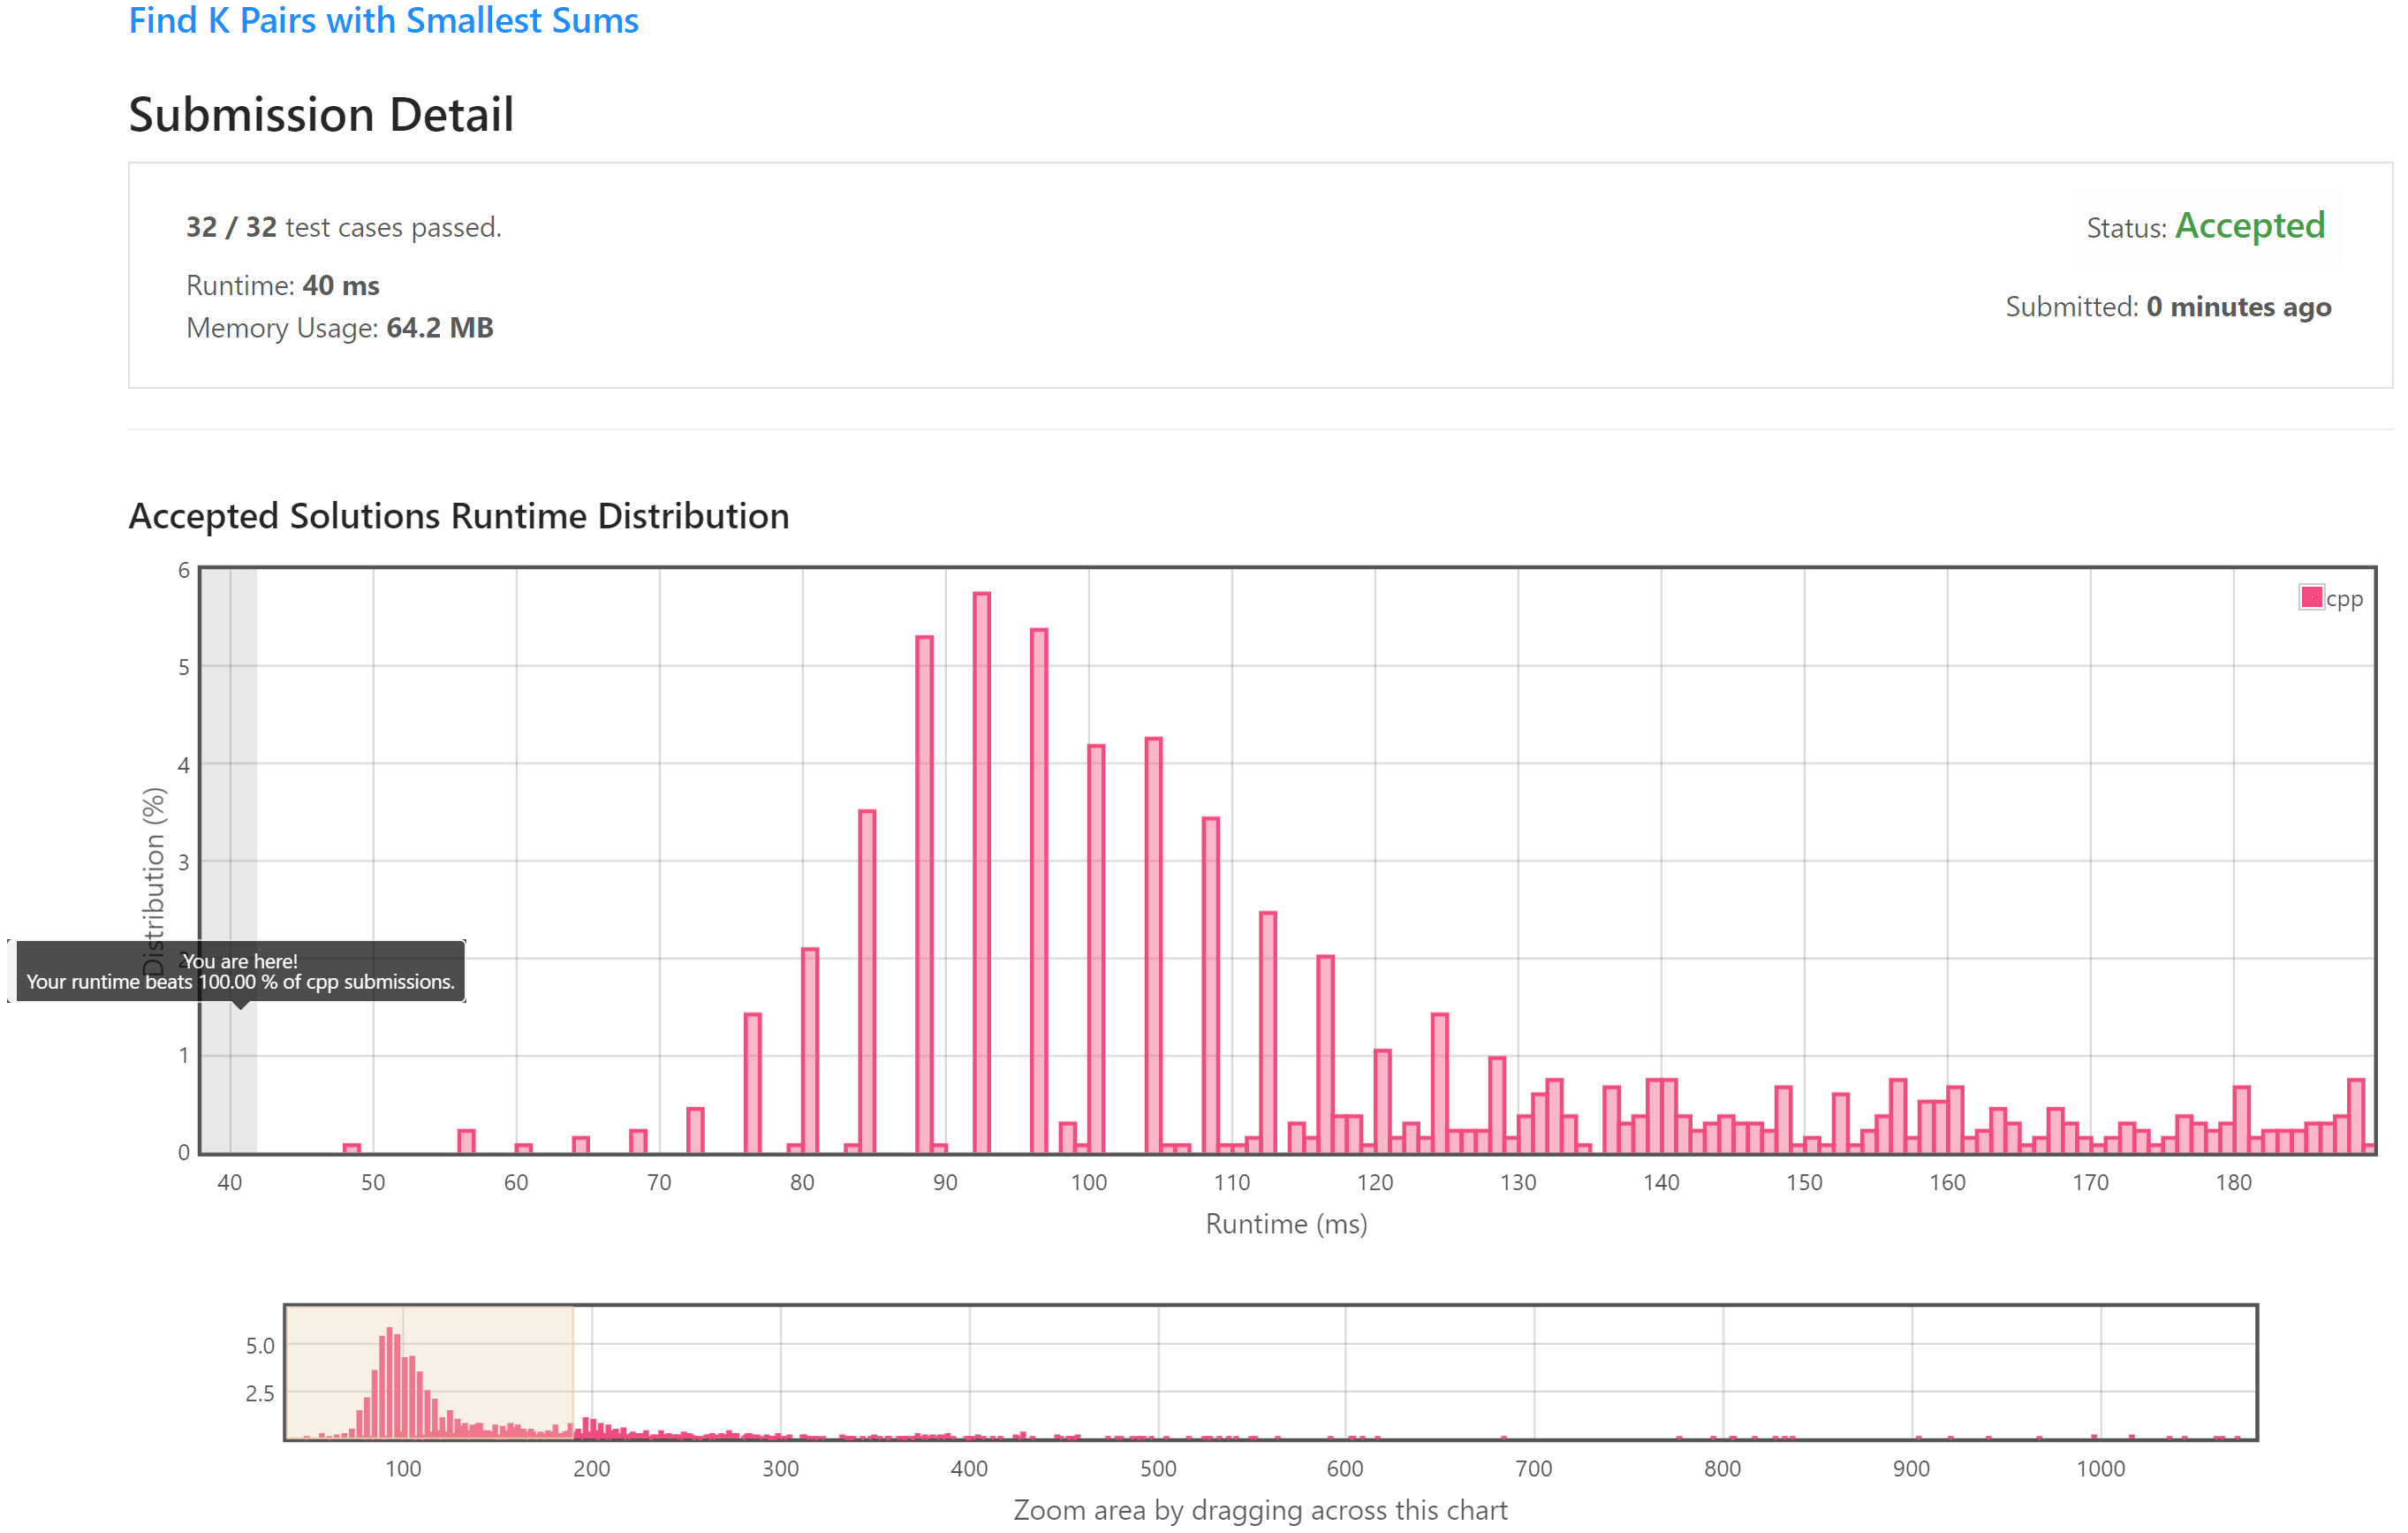 Find K Pairs with Smallest Sums
Submission Detail
32 / 32 test cases passed.
Status: Accepted
Runtime: 40 ms
Memory Usage: 64.2 MB
Submitted: 0 minutes ago
Accepted Solutions Runtime Distribution
cpp
6
5
4
3
2
1
0
Distribution (%)
You are here!
Your runtime beats 100.00 % of cpp submissions.
40 50 60 70 80 90 100 110 120 130 140 150 160 170 180
Runtime (ms)
5.0
2.5
100 200 300 400 500 600 700 800 900 1000
Zoom area by dragging across this chart